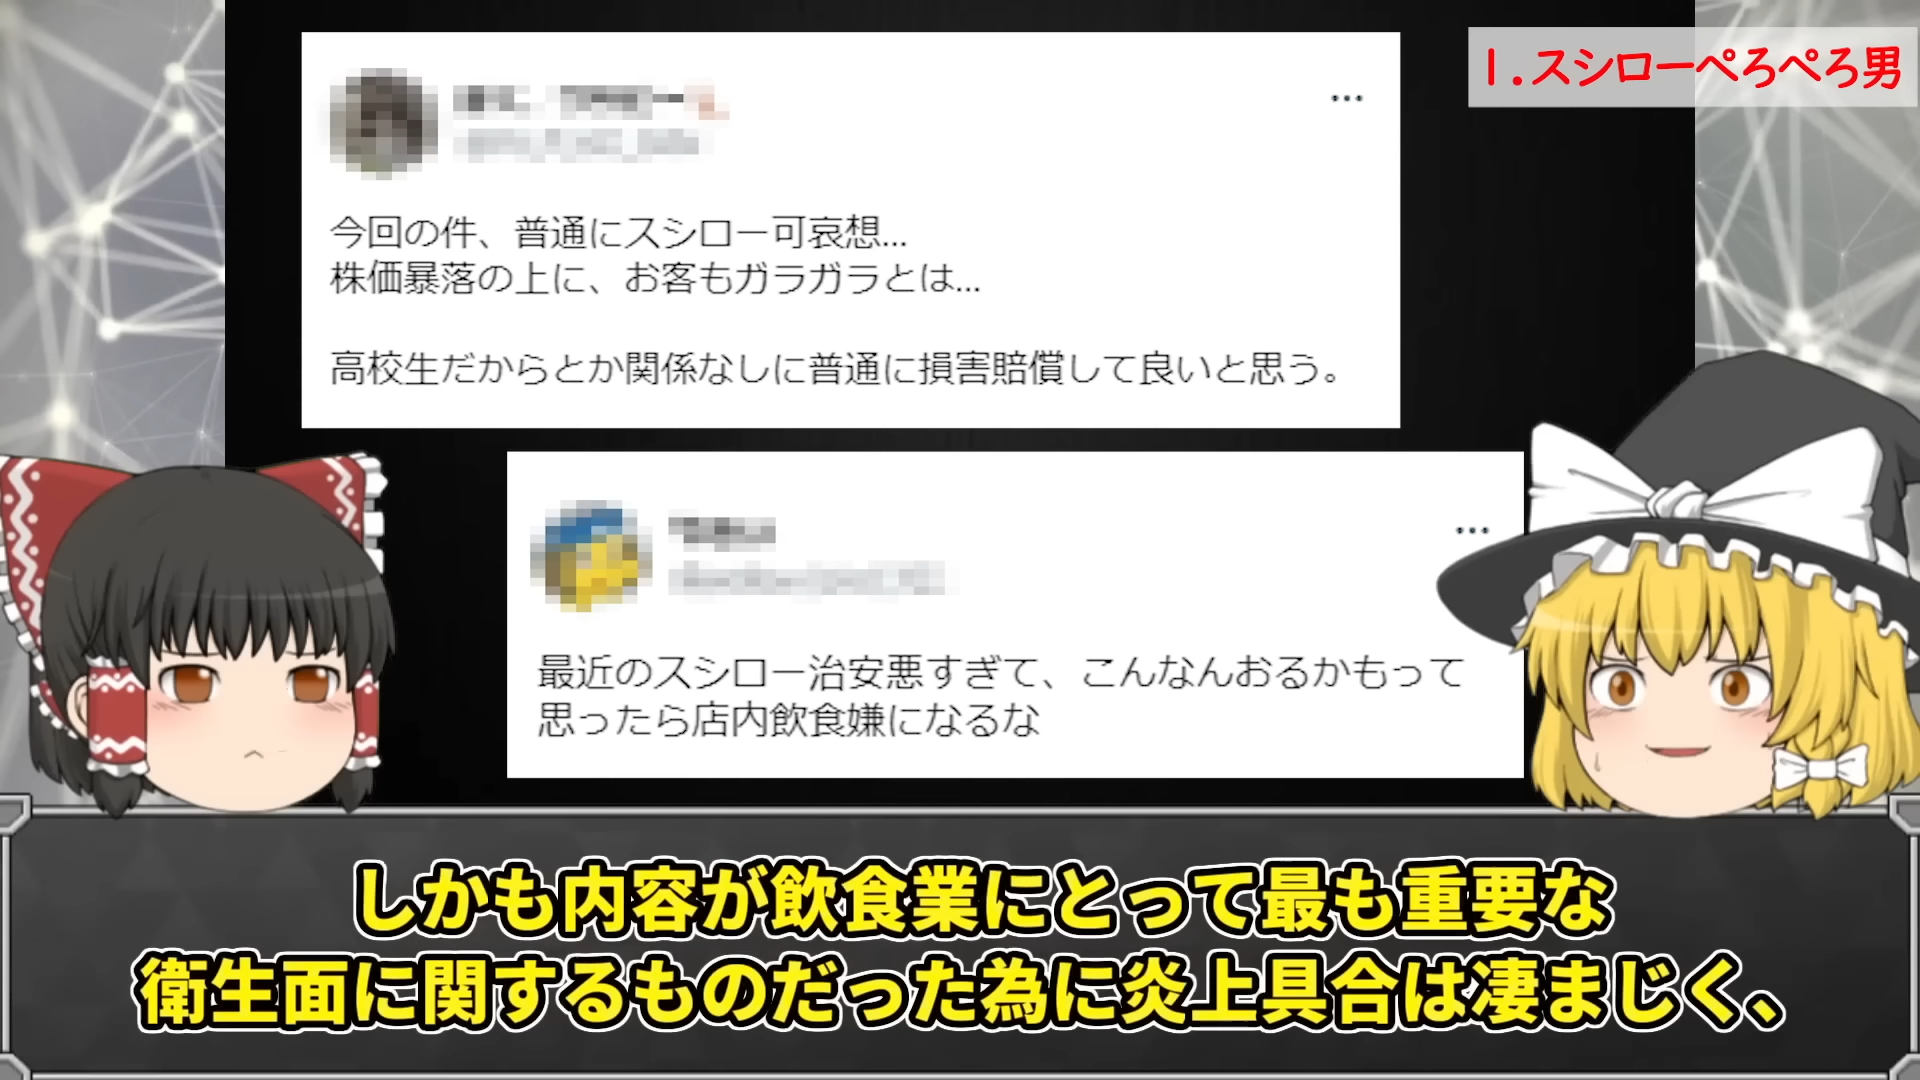 1.スシローぺろぺろ男
今回の件、普通にスシロー可哀想...
株価暴落の上に、お客もガラガラとは...
高校生だからとか関係なしに普通に損害賠償して良いと思う。
最近のスシロー治安悪すぎて、こんなんおるかもって
思ったら店内飲食嫌になるな
しかも内容が飲食業にとって最も重要な
衛生面に関するものだった為に炎上具合は凄まじく、